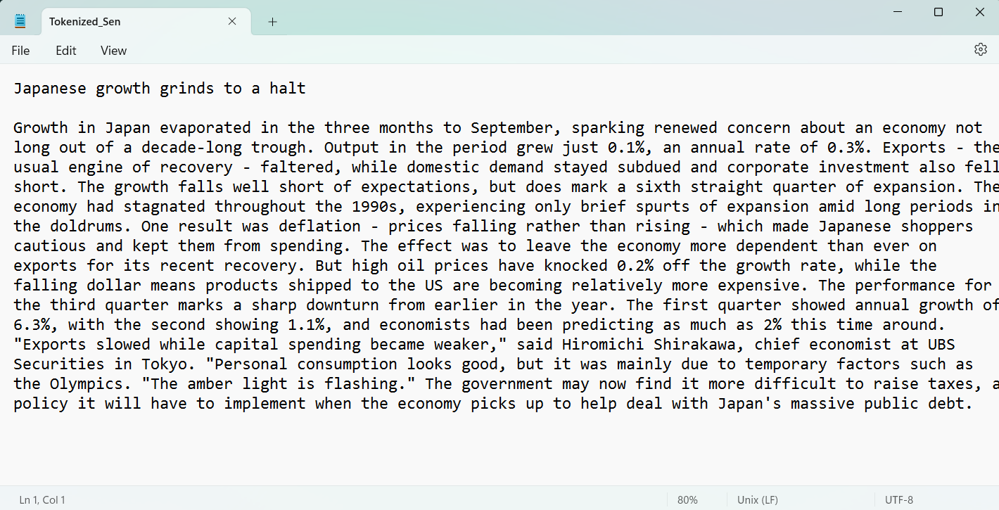 Tokenized_Sen
File Edit View
Japanese growth grinds to a halt
Growth in Japan evaporated in the three months to September, sparking renewed concern about an economy not
long out of a decade-long trough. Output in the period grew just 0.1%, an annual rate of 0.3%. Exports - the
usual engine of recovery - faltered, while domestic demand stayed subdued and corporate investment also fell
short. The growth falls well short of expectations, but does mark a sixth straight quarter of expansion. The
economy had stagnated throughout the 1990s, experiencing only brief spurts of expansion amid long periods in
the doldrums. One result was deflation - prices falling rather than rising - which made Japanese shoppers
cautious and kept them from spending. The effect was to leave the economy more dependent than ever on
exports for its recent recovery. But high oil prices have knocked 0.2% off the growth rate, while the
falling dollar means products shipped to the US are becoming relatively more expensive. The performance for
the third quarter marks a sharp downturn from earlier in the year. The first quarter showed annual growth of
6.3%, with the second showing 1.1%, and economists had been predicting as much as 2% this time around.
"Exports slowed while capital spending became weaker," said Hiromichi Shirakawa, chief economist at UBS
Securities in Tokyo. "Personal consumption looks good, but it was mainly due to temporary factors such as
the Olympics. "The amber light is flashing." The government may now find it more difficult to raise taxes, a
policy it will have to implement when the economy picks up to help deal with Japan's massive public debt.
Ln 1, Col 1 80% Unix (LF) UTF-8